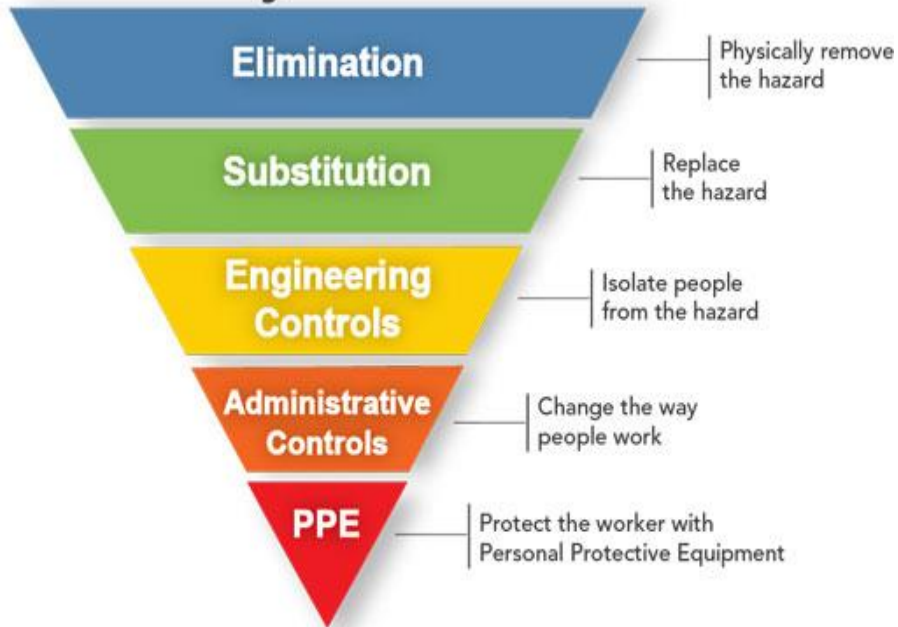 Elimination
Physically remove
the hazard
Substitution
Replace
the hazard
Engineering
Controls
Isolate people
from the hazard
Administrative
Controls
Change the way
people work
PPE
Protect the worker with
Personal Protective Equipment